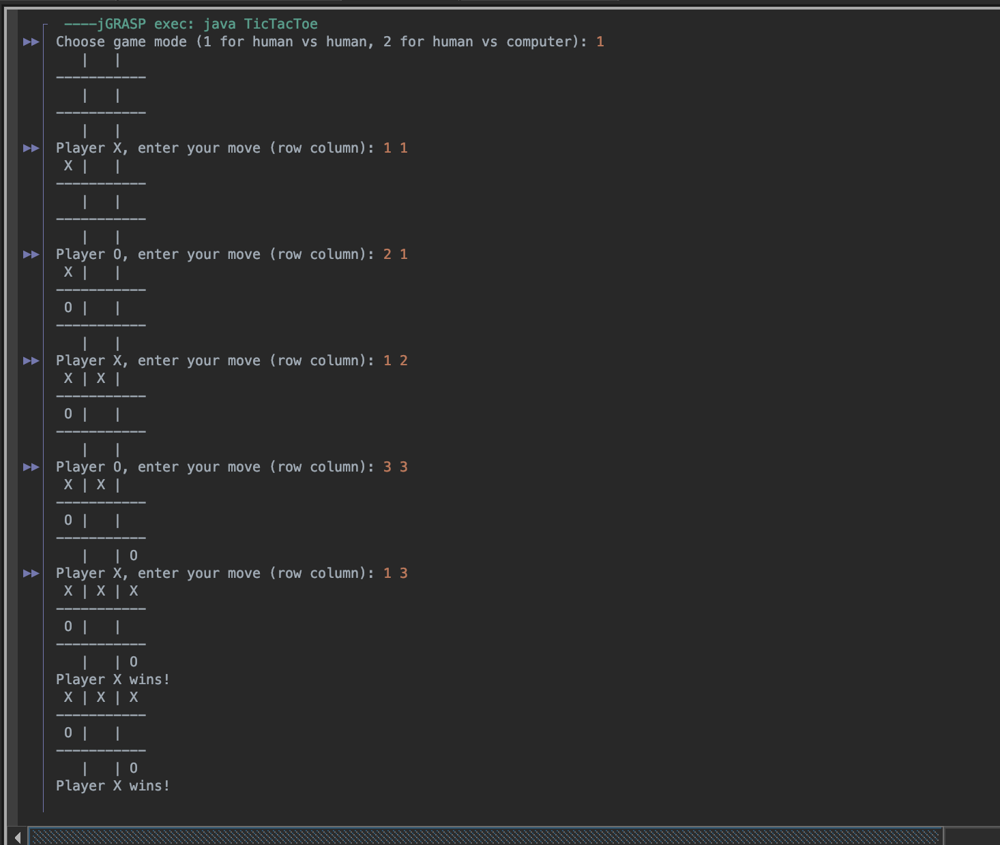 ----jGRASP exec: java TicTacToe
Choose game mode (1 for human vs human, 2 for human vs computer): 1
   |   |
-----------
   |   |
-----------
   |   |
Player X, enter your move (row column): 1 1
 X |   |
-----------
   |   |
-----------
   |   |
Player O, enter your move (row column): 2 1
 X |   |
-----------
 O |   |
-----------
   |   |
Player X, enter your move (row column): 1 2
 X | X |
-----------
 O |   |
-----------
   |   |
Player O, enter your move (row column): 3 3
 X | X |
-----------
 O |   |
-----------
   |   | O
Player X, enter your move (row column): 1 3
 X | X | X
-----------
 O |   |
-----------
   |   | O
Player X wins!
 X | X | X
-----------
 O |   |
-----------
   |   | O
Player X wins!